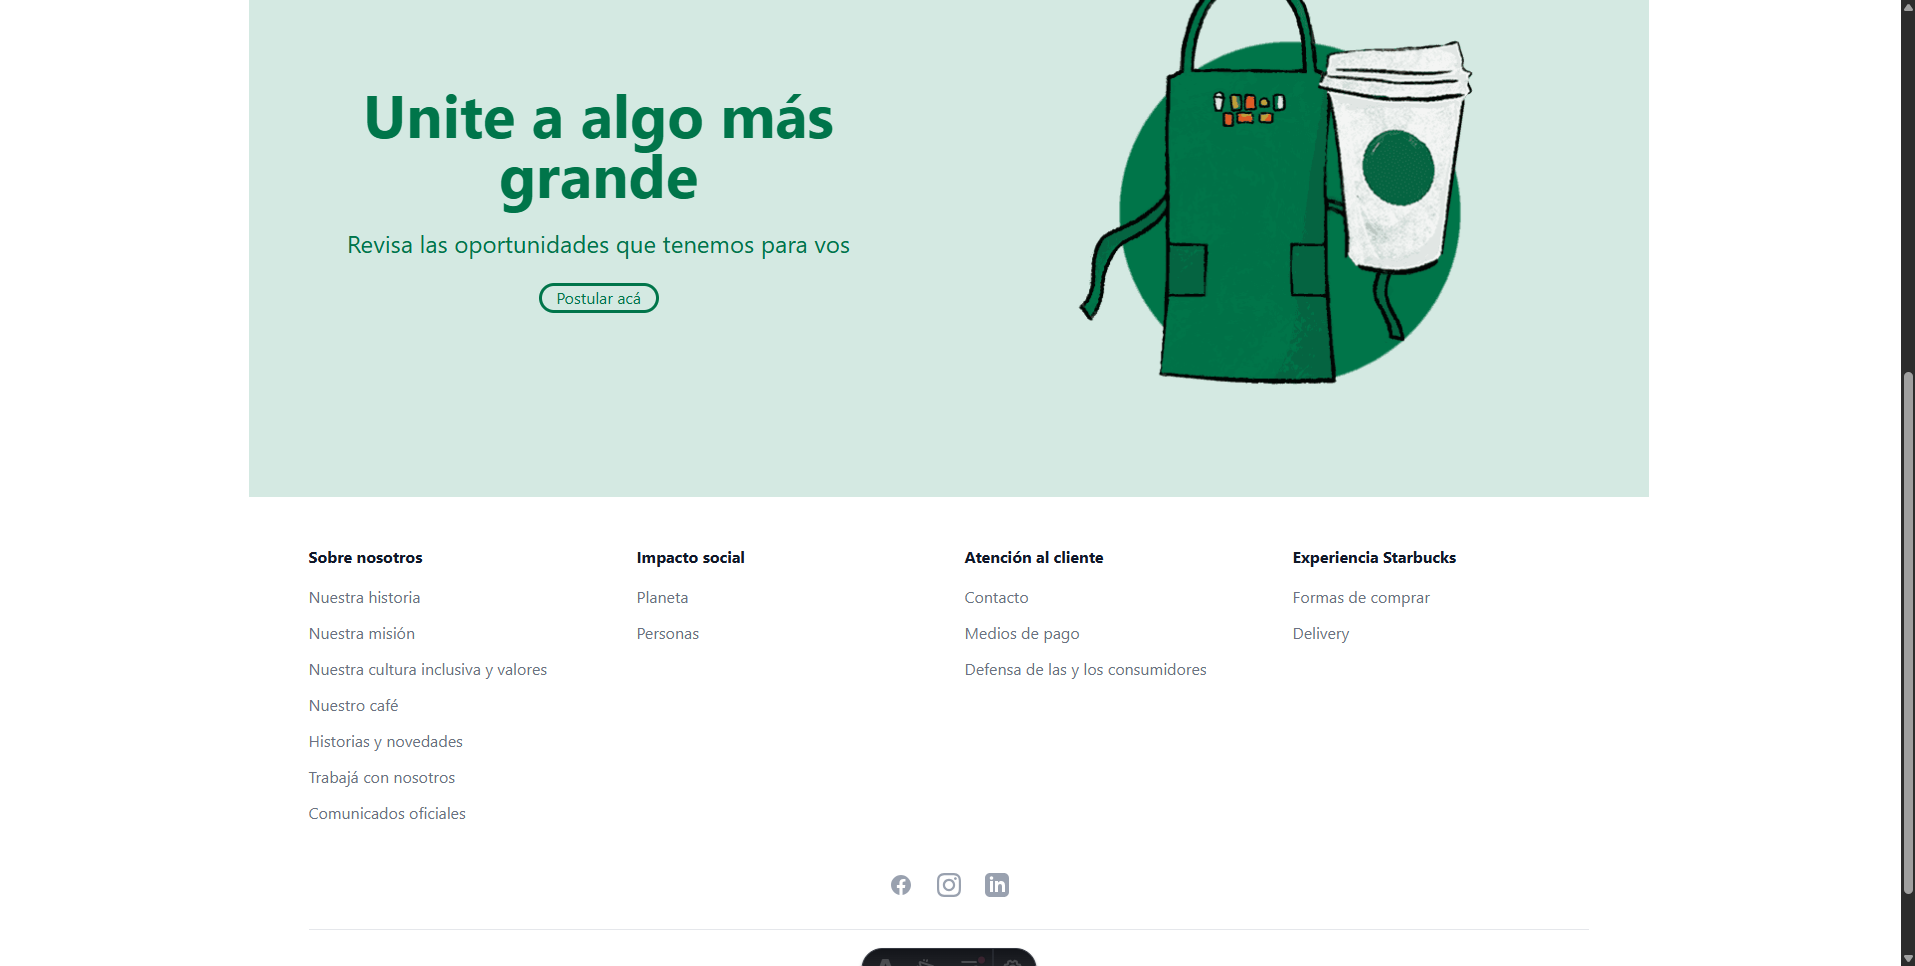 Unite a algo más
grande
Revisa las oportunidades que tenemos para vos
Postular acá
Sobre nosotros
Nuestra historia
Nuestra misión
Nuestra cultura inclusiva y valores
Nuestro café
Historias y novedades
Trabajá con nosotros
Comunicados oficiales
Impacto social
Planeta
Personas
Atención al cliente
Contacto
Medios de pago
Defensa de las y los consumidores
Experiencia Starbucks
Formas de comprar
Delivery